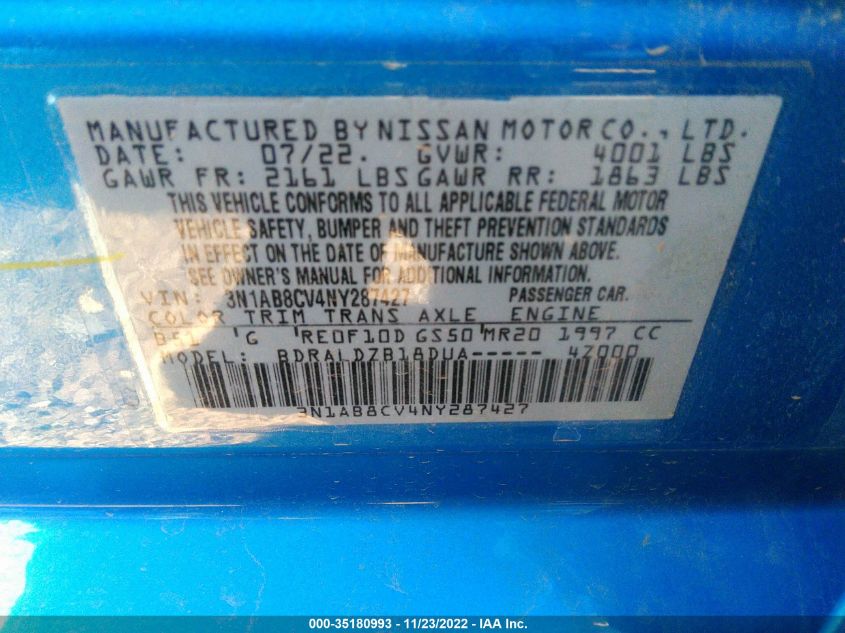 MANUFACTURED BY NISSAN MOTOR CO., LTD.
DATE: 07/22. GVWR: 4001 LBS
GAWR FR: 2161 LBS GAWR RR: 1863 LBS
THIS VEHICLE CONFORMS TO ALL APPLICABLE FEDERAL MOTOR
VEHICLE SAFETY, BUMPER AND THEFT PREVENTION STANDARDS
IN EFFECT ON THE DATE OF MANUFACTURE SHOWN ABOVE.
SEE OWNER'S MANUAL FOR ADDITIONAL INFORMATION.
VIN: 3N1AB8CV4NY287427 PASSENGER CAR.
COLOR TRIM TRANS AXLE ENGINE
B51 'G 'RE0F10D GS50'MR20 1997 CC
MODEL: BDRALDZB18DUA----- 4Z000
3N1AB8CV4NY287427
000-35180993 - 11/23/2022 - IAA Inc.